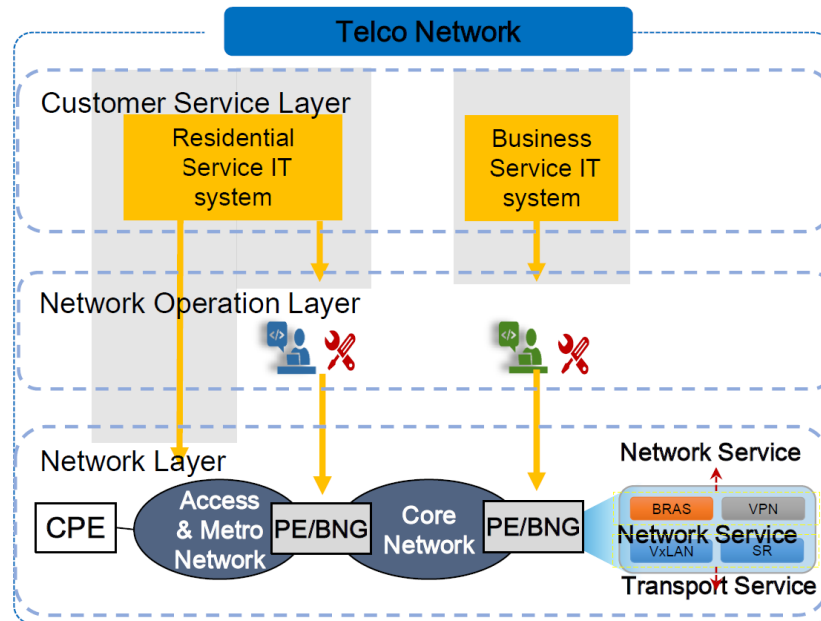 Telco Network
Customer Service Layer
Residential
Service IT
system
Business
Service IT
system
Network Operation Layer
</>
</>
Network Layer
Network Service
CPE
Access
& Metro
Network
PE/BNG
Core
Network
PE/BNG
BRAS
VPN
Network Service
VxLAN
SR
Transport Service